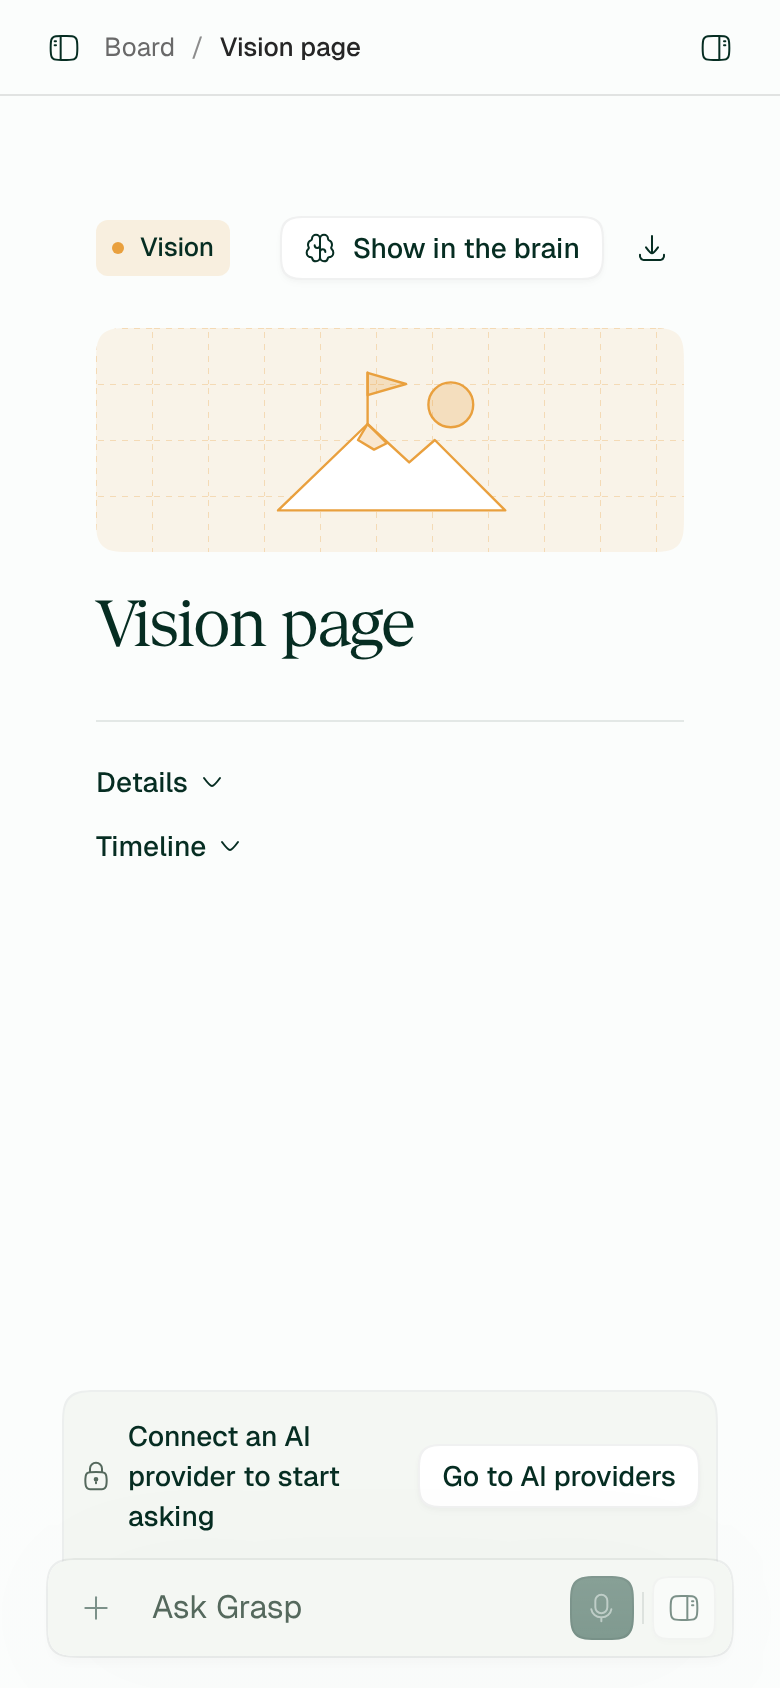 Board / Vision page
Vision
Show in the brain
Vision page
Details
Timeline
Connect an AI
provider to start
asking
Go to AI providers
Ask Grasp